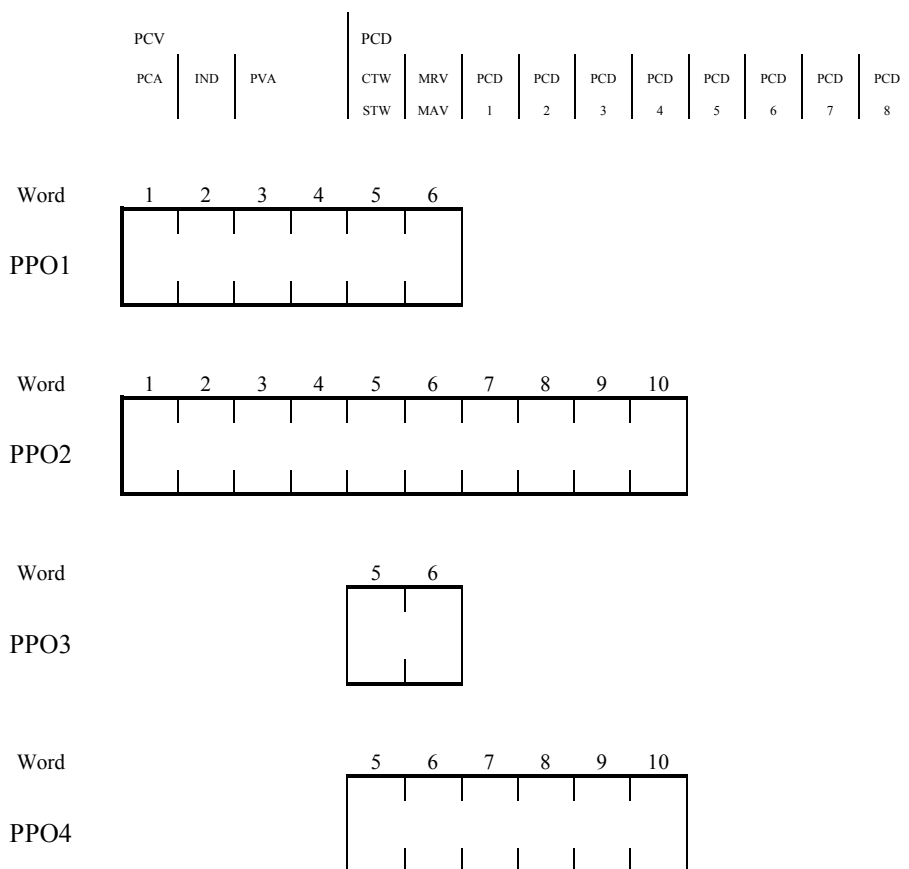 PCV PCD
PCA IND PVA CTW MRV PCD PCD PCD PCD PCD PCD PCD PCD
STW MAV 1 2 3 4 5 6 7 8
Word 1 2 3 4 5 6
PPO1
Word 1 2 3 4 5 6 7 8 9 10
PPO2
Word 5 6
PPO3
Word 5 6 7 8 9 10
PPO4